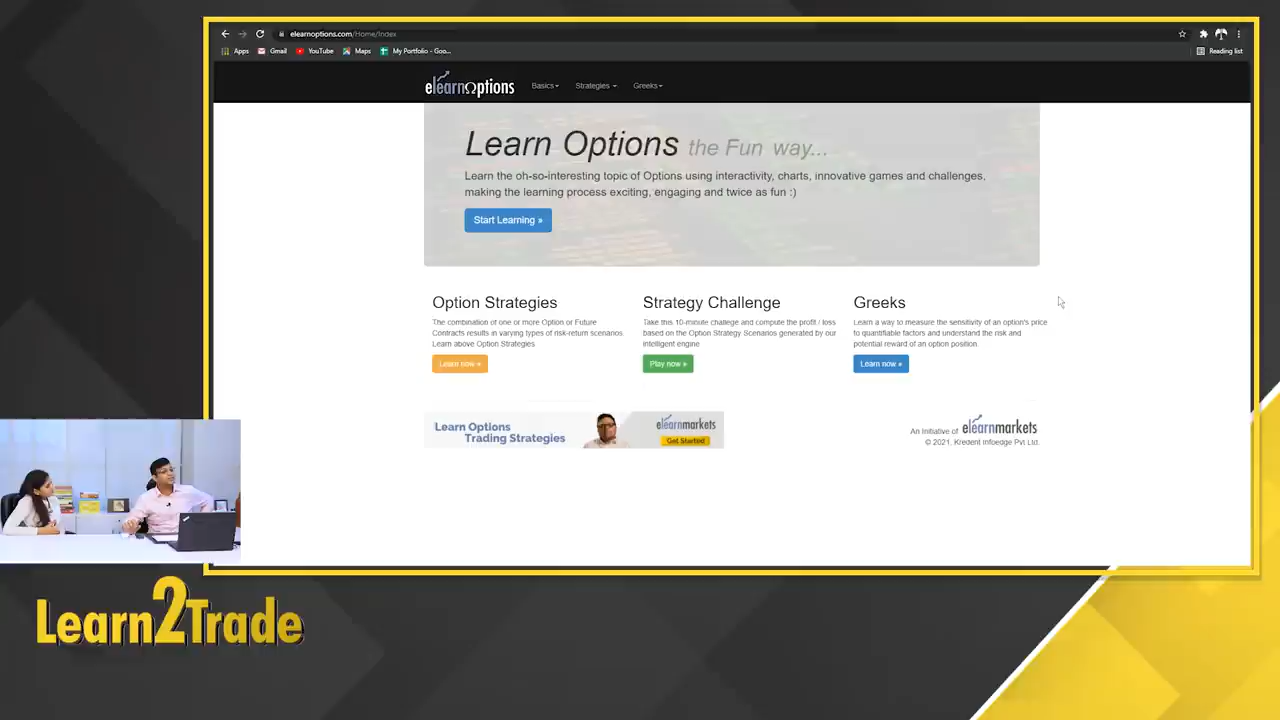 elearnoptions.com/Home/Index
Apps Gmail YouTube Maps My Portfolio - Goo... Reading list
elearnoptions Basics Strategies Greeks
Learn Options the Fun way...
Learn the oh-so-interesting topic of Options using interactivity, charts, innovative games and challenges,
making the learning process exciting, engaging and twice as fun :)
Start Learning »
Option Strategies
The combination of one or more Option or Future
Contracts results in varying types of risk-return scenarios.
Learn above Option Strategies
Learn now »
Strategy Challenge
Take this 10-minute challege and compute the profit / loss
based on the Option Strategy Scenarios generated by our
intelligent engine
Play now »
Greeks
Learn a way to measure the sensitivity of an option's price
to quantifiable factors and understand the risk and
potential reward of an option position.
Learn now »
Learn Options
Trading Strategies
elearnmarkets
Get Started
An Initiative of elearnmarkets
© 2021, Kredent Infoedge Pvt Ltd.
Learn2Trade